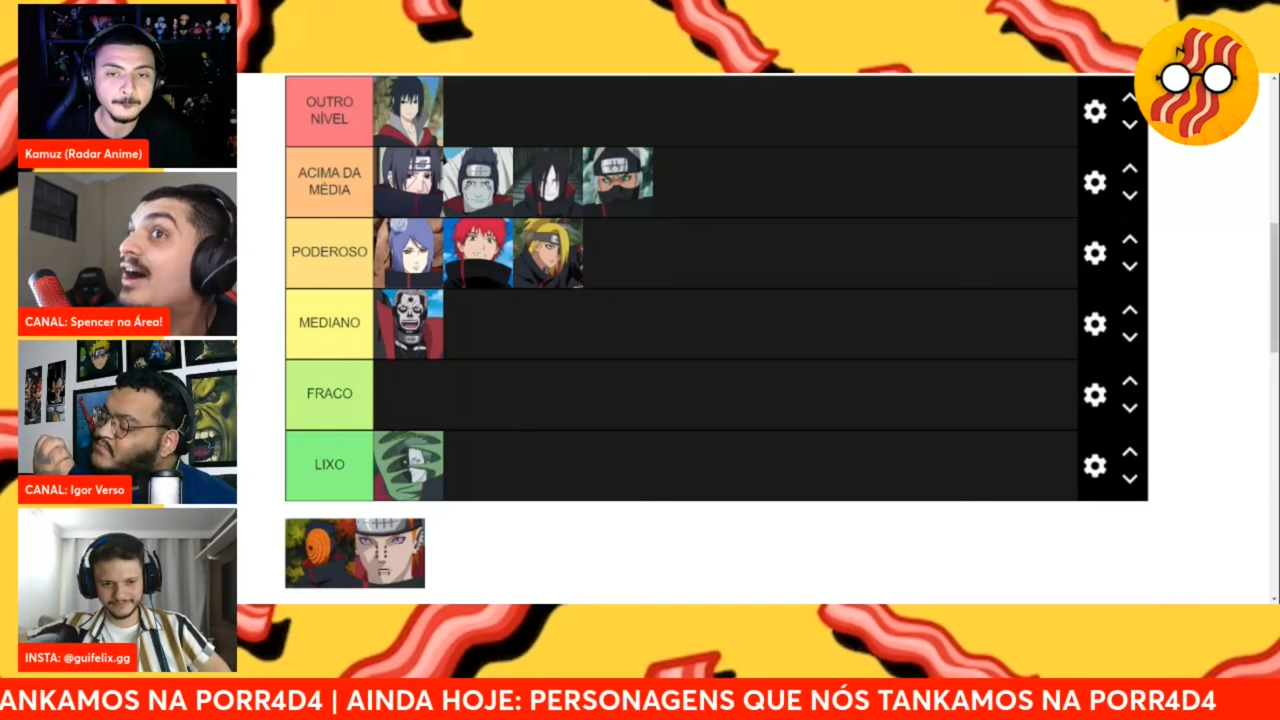 Kamuz (Radar Anime)
CANAL: Spencer na Área!
CANAL: Igor Verso
INSTA: @guifelix.gg
OUTRO
NÍVEL
ACIMA DA
MÉDIA
PODEROSO
MEDIANO
FRACO
LIXO
ANKAMOS NA PORR4D4 | AINDA HOJE: PERSONAGENS QUE NÓS TANKAMOS NA PORR4D4